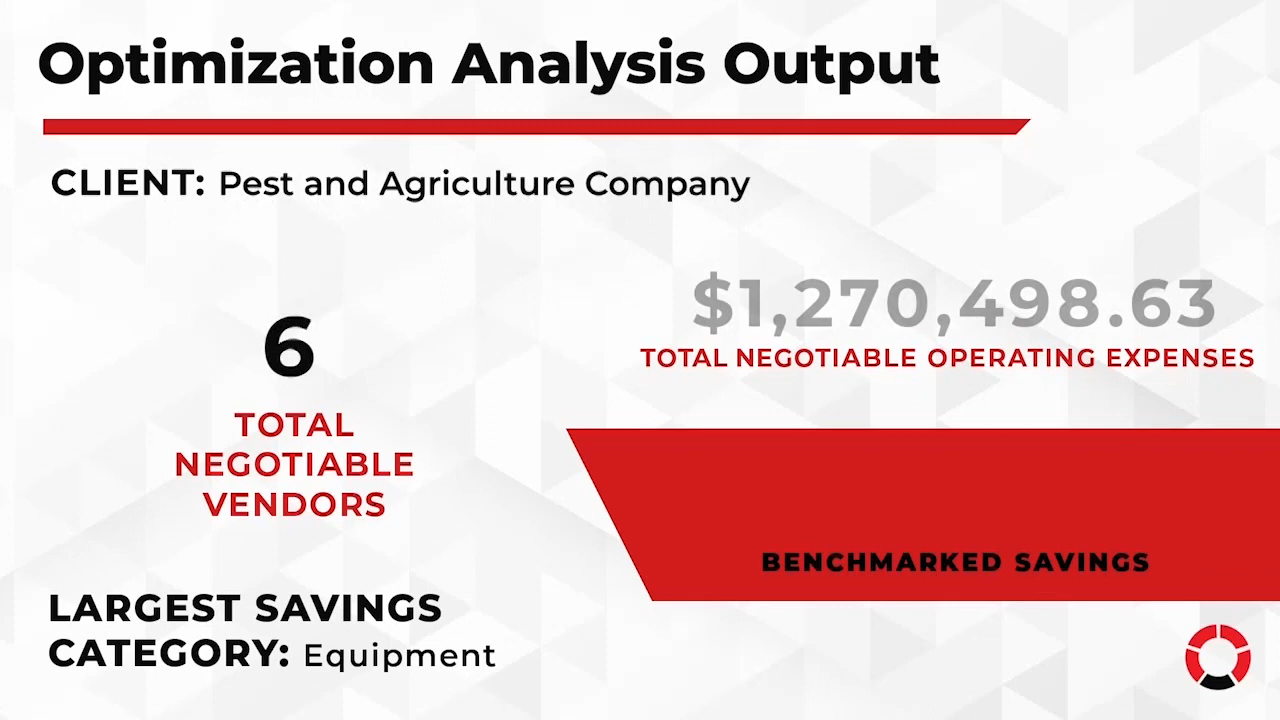 Optimization Analysis Output
CLIENT: Pest and Agriculture Company
6
TOTAL
NEGOTIABLE
VENDORS
$1,270,498.63
TOTAL NEGOTIABLE OPERATING EXPENSES
BENCHMARKED SAVINGS
LARGEST SAVINGS
CATEGORY: Equipment